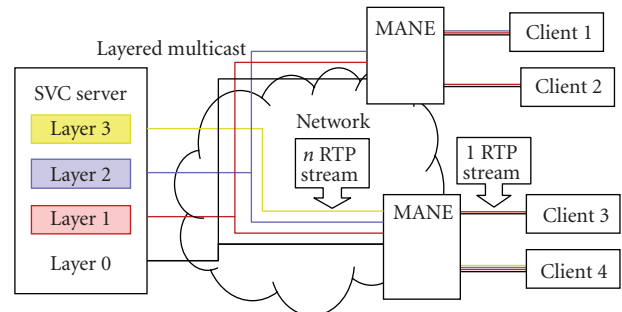 Layered multicast
SVC server
Layer 3
Layer 2
Layer 1
Layer 0
Network
n RTP
stream
MANE
Client 1
Client 2
1 RTP
stream
MANE
Client 3
Client 4